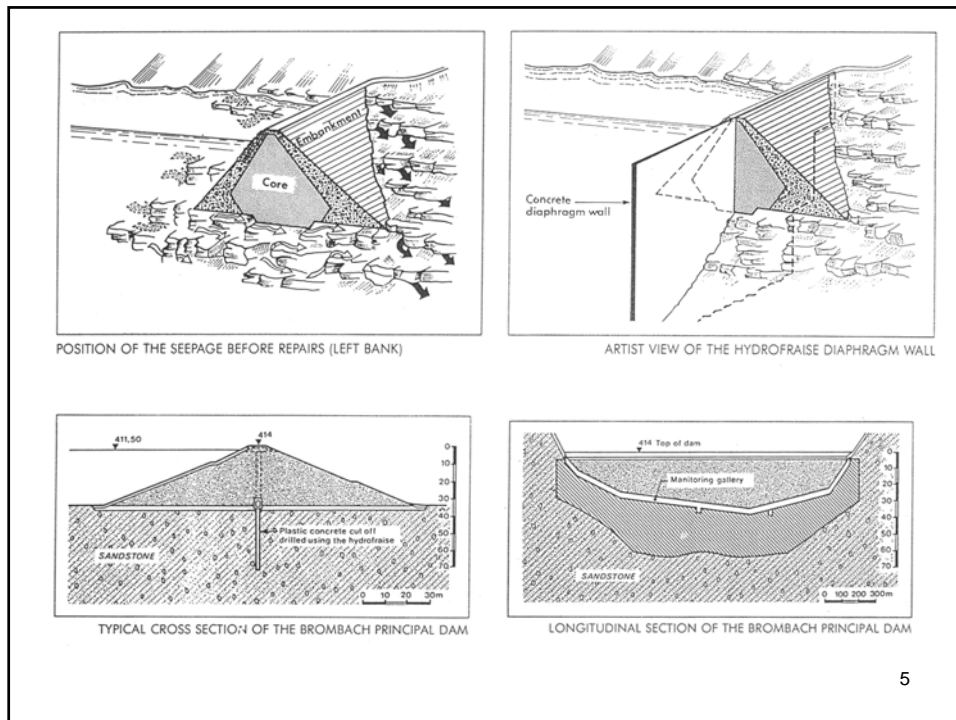 Embankment
Core
POSITION OF THE SEEPAGE BEFORE REPAIRS (LEFT BANK)
Concrete
diaphragm wall
ARTIST VIEW OF THE HYDROFRAISE DIAPHRAGM WALL
411,50
414
0
10
20
30
40
50
60
70
Plastic concrete cut off
drilled using the hydrofraise
SANDSTONE
0 10 20 30m
TYPICAL CROSS SECTION OF THE BROMBACH PRINCIPAL DAM
414 Top of dam
0
10
20
30
40
50
60
70
Manitoring gallery
SANDSTONE
0 100 200 300m
LONGITUDINAL SECTION OF THE BROMBACH PRINCIPAL DAM
5